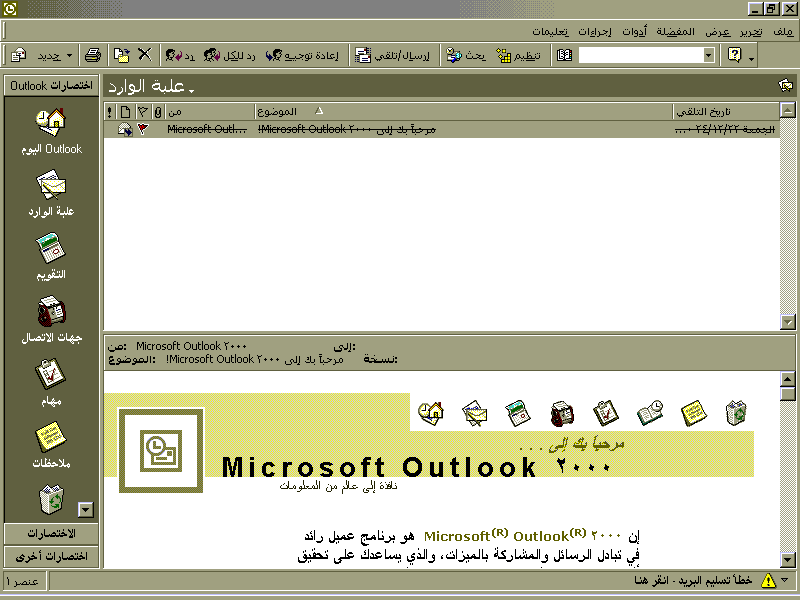 ملف تحرير عرض المفضلة أدوات إجراءات تعليمات
جديد رد رد للكل إعادة توجيه إرسال/تلقي بحث تنظيم
اختصارات Outlook
علبة الوارد
من الموضوع تاريخ التلقي
Microsoft Outl... مرحباً بك إلى Microsoft Outlook ٢٠٠٠! الجمعة ٢٤/١٢/٢٢ ...
Outlook اليوم
علبة الوارد
التقويم
جهات الاتصال
مهام
ملاحظات
الاختصارات
اختصارات أخرى
من: Microsoft Outlook ٢٠٠٠ إلى:
الموضوع: مرحباً بك إلى Microsoft Outlook ٢٠٠٠! نسخة:
مرحباً بك إلى . . .
Microsoft Outlook ٢٠٠٠
نافذة إلى عالم من المعلومات
إن Microsoft(R) Outlook(R) ٢٠٠٠ هو برنامج عميل رائد
في تبادل الرسائل والمشاركة بالميزات، والذي يساعدك على تحقيق
١ عنصر
خطأ تسليم البريد - انقر هنا